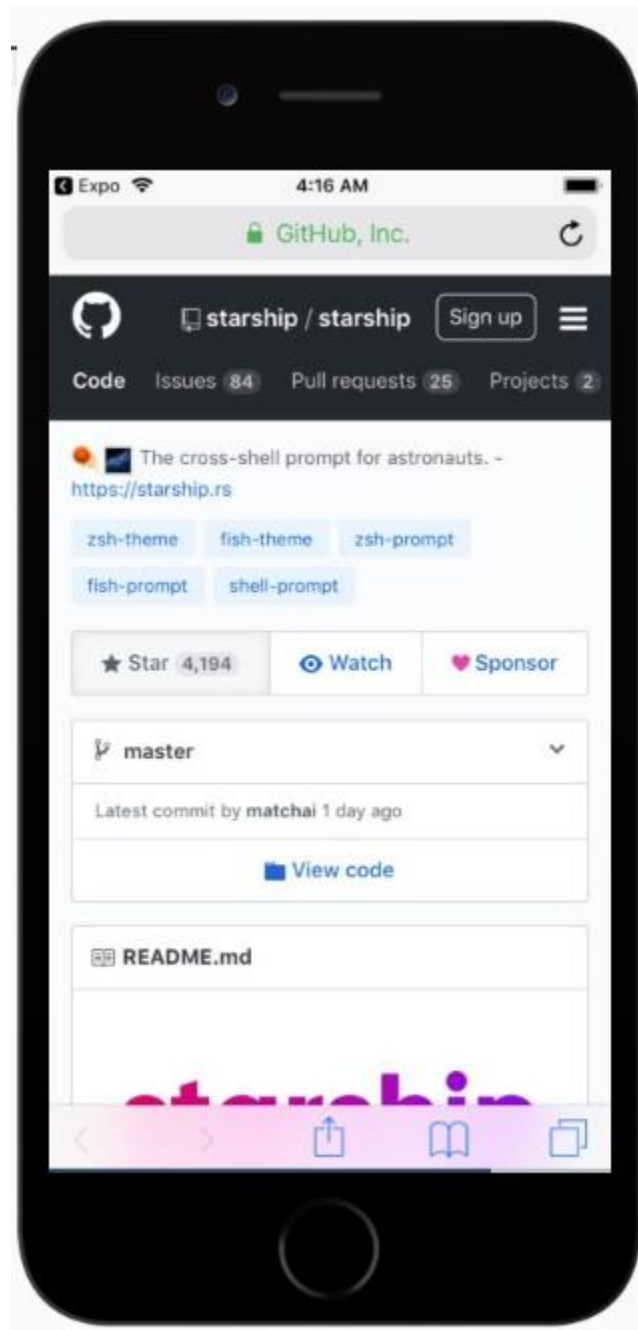 Expo 4:16 AM
GitHub, Inc.
starship / starship Sign up
Code Issues 84 Pull requests 25 Projects 2
The cross-shell prompt for astronauts. -
https://starship.rs
zsh-theme fish-theme zsh-prompt
fish-prompt shell-prompt
Star 4,194 Watch Sponsor
master
Latest commit by matchai 1 day ago
View code
README.md
starship